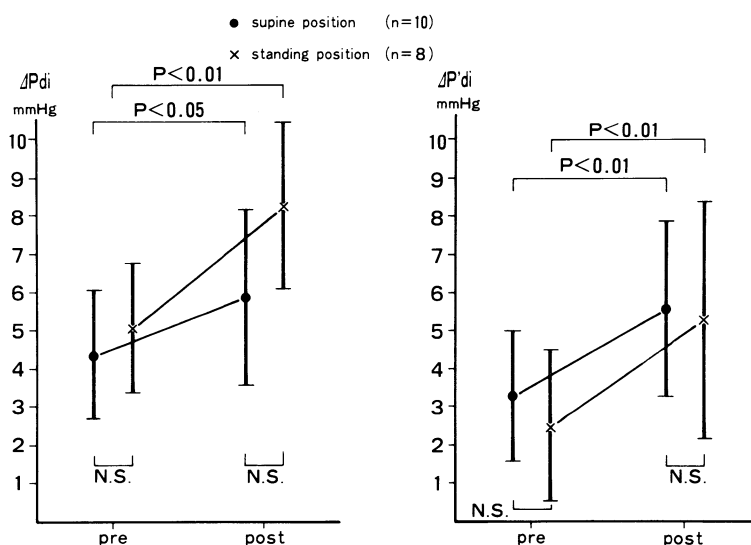 ● supine position (n=10)
× standing position (n=8)
ΔPdi
mmHg
P<0.01
P<0.05
10
9
8
7
6
5
4
3
2
1
N.S.
N.S.
pre
post
ΔP'di
mmHg
P<0.01
P<0.01
10
9
8
7
6
5
4
3
2
1
N.S.
N.S.
pre
post